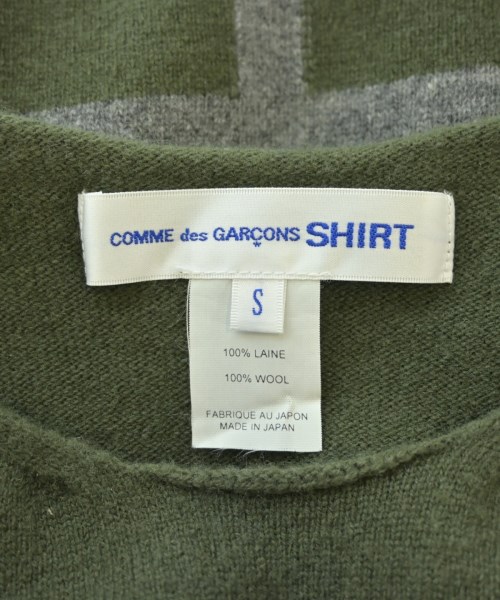 COMME des GARÇONS SHIRT
S
100% LAINE
100% WOOL
FABRIQUE AU JAPON
MADE IN JAPAN